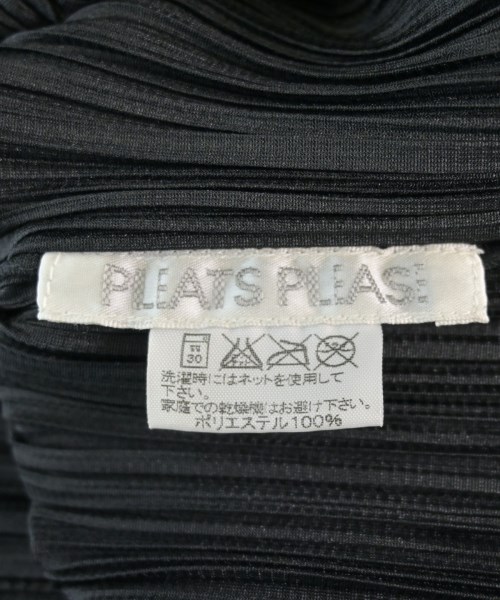 PLEATS PLEASE
弱
30
洗濯時にはネットを使用して
下さい。
家庭での乾燥機はお避け下さい。
ポリエステル100%